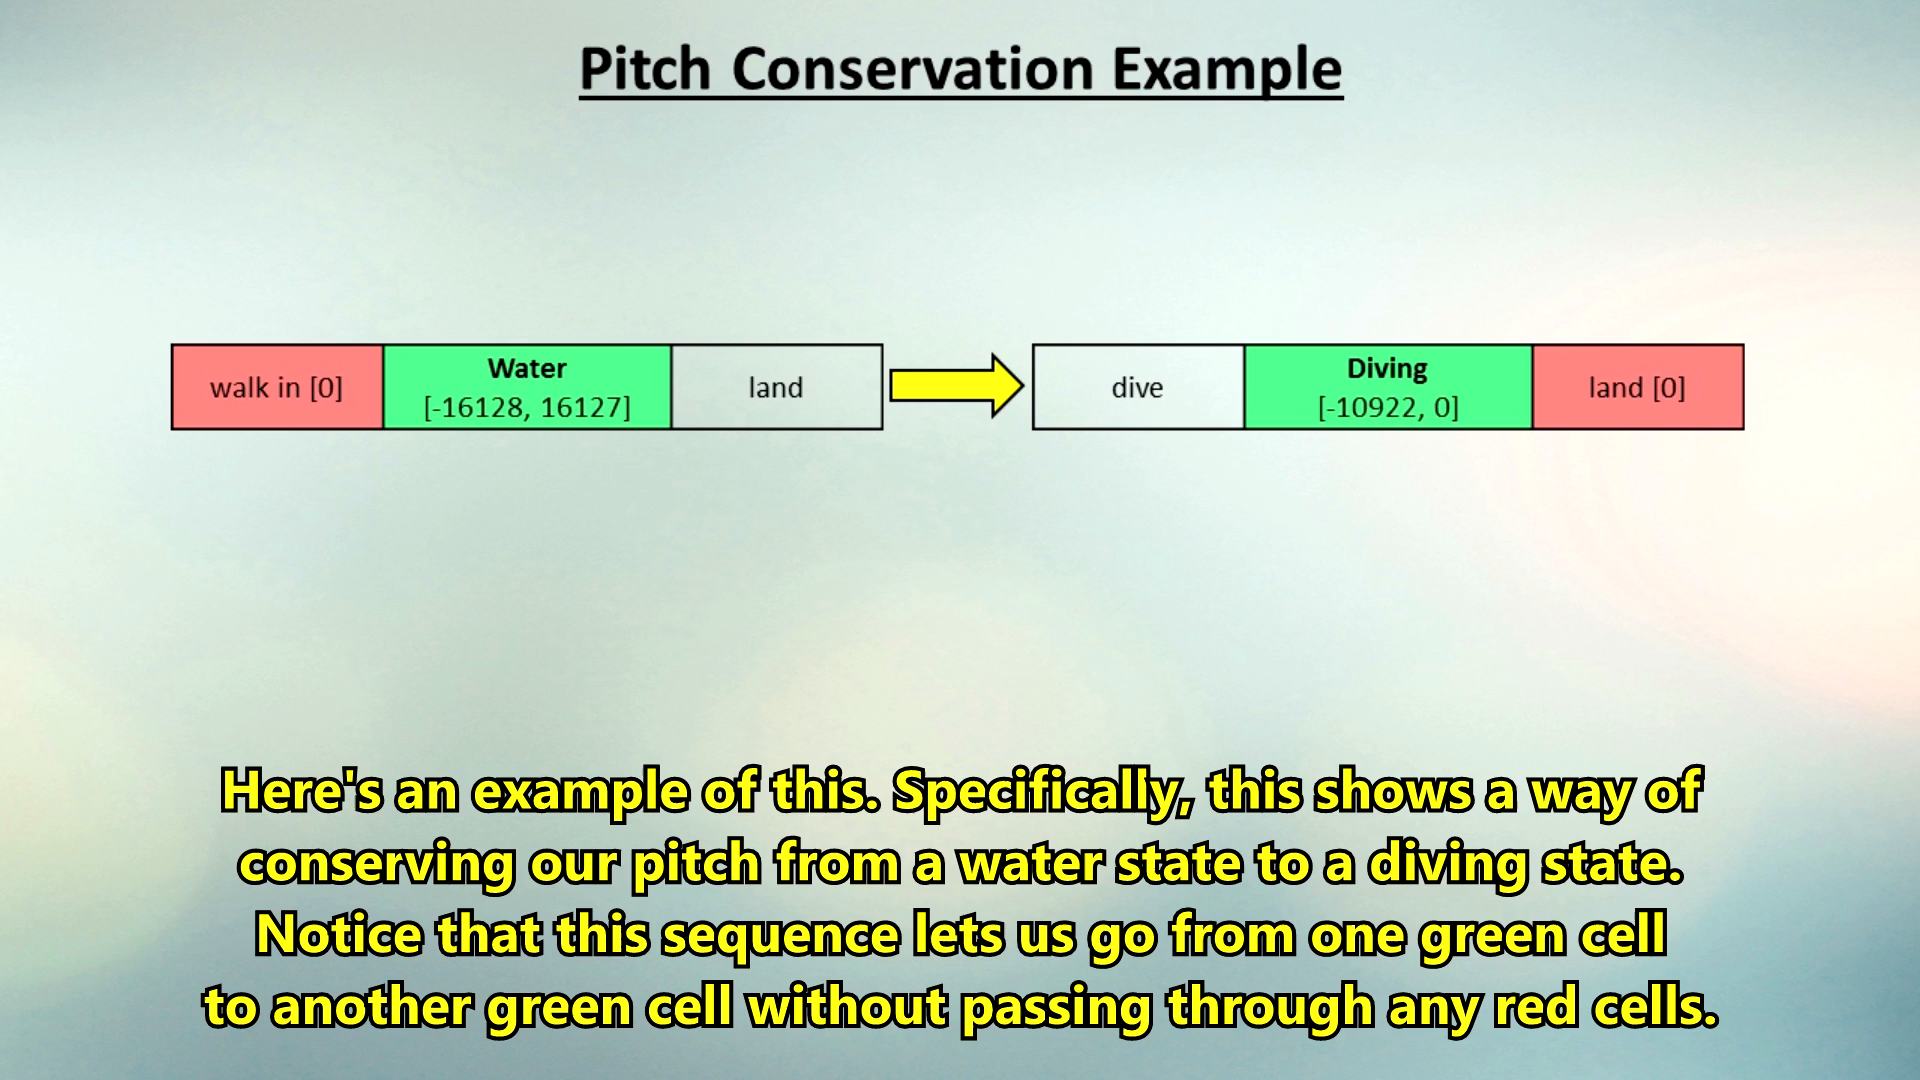 Pitch Conservation Example
walk in [0]
Water
[-16128, 16127]
land
dive
Diving
[-10922, 0]
land [0]
Here's an example of this. Specifically, this shows a way of
conserving our pitch from a water state to a diving state.
Notice that this sequence lets us go from one green cell
to another green cell without passing through any red cells.